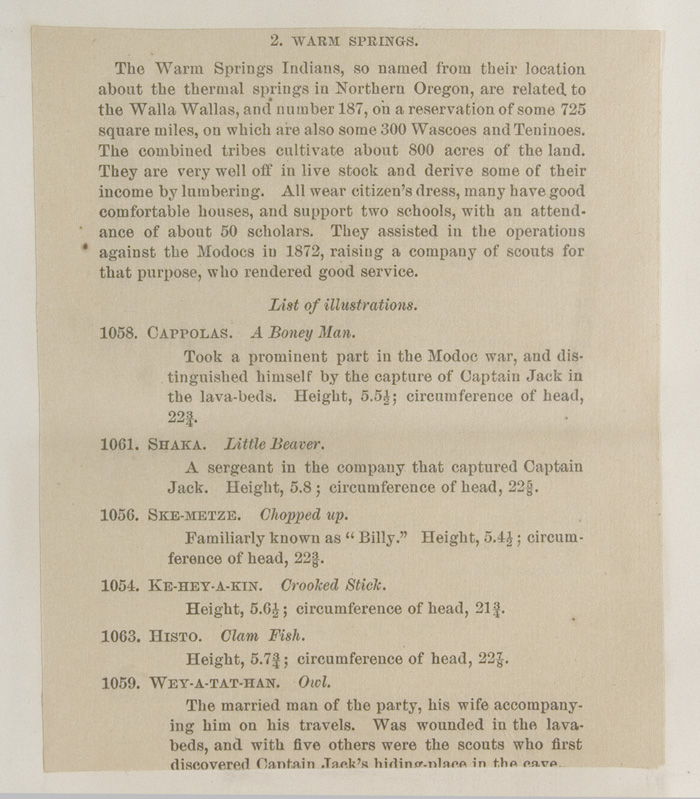 2. WARM SPRINGS.
The Warm Springs Indians, so named from their location
about the thermal springs in Northern Oregon, are related to
the Walla Wallas, and number 187, on a reservation of some 725
square miles, on which are also some 300 Wascoes and Teninoes.
The combined tribes cultivate about 800 acres of the land.
They are very well off in live stock and derive some of their
income by lumbering. All wear citizen's dress, many have good
comfortable houses, and support two schools, with an attend-
ance of about 50 scholars. They assisted in the operations
against the Modocs in 1872, raising a company of scouts for
that purpose, who rendered good service.
List of illustrations.
1058. CAPPOLAS. A Boney Man.
Took a prominent part in the Modoc war, and dis-
tinguished himself by the capture of Captain Jack in
the lava-beds. Height, 5.5½; circumference of head,
22¾.
1061. SHAKA. Little Beaver.
A sergeant in the company that captured Captain
Jack. Height, 5.8; circumference of head, 22⅝.
1056. SKE-METZE. Chopped up.
Familiarly known as "Billy." Height, 5.4½; circum-
ference of head, 22⅜.
1054. KE-HEY-A-KIN. Crooked Stick.
Height, 5.6½; circumference of head, 21¾.
1063. HISTO. Clam Fish.
Height, 5.7¾; circumference of head, 22⅞.
1059. WEY-A-TAT-HAN. Owl.
The married man of the party, his wife accompany-
ing him on his travels. Was wounded in the lava-
beds, and with five others were the scouts who first
discovered Captain Jack's hiding-place in the cave.